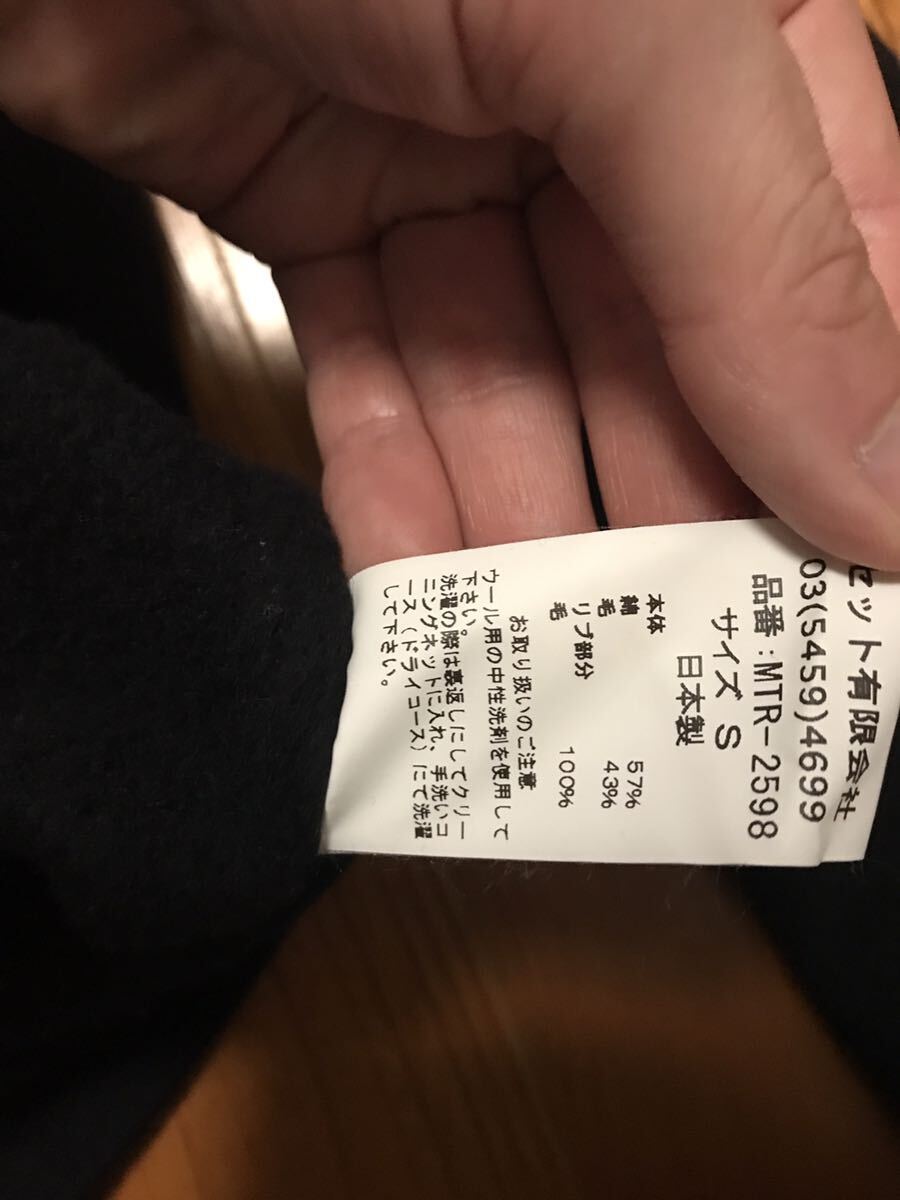 セット有限会社
03(5459)4699
品番:MTR-2598
サイズ S
日本製
本体
綿 57%
毛 43%
リブ部分
毛 100%
お取り扱いのご注意
ウール用の中性洗剤を使用して
下さい。
洗濯の際は裏返しにしてクリー
ニングネットに入れ、手洗いコ
ース(ドライコース)にて洗濯
して下さい。